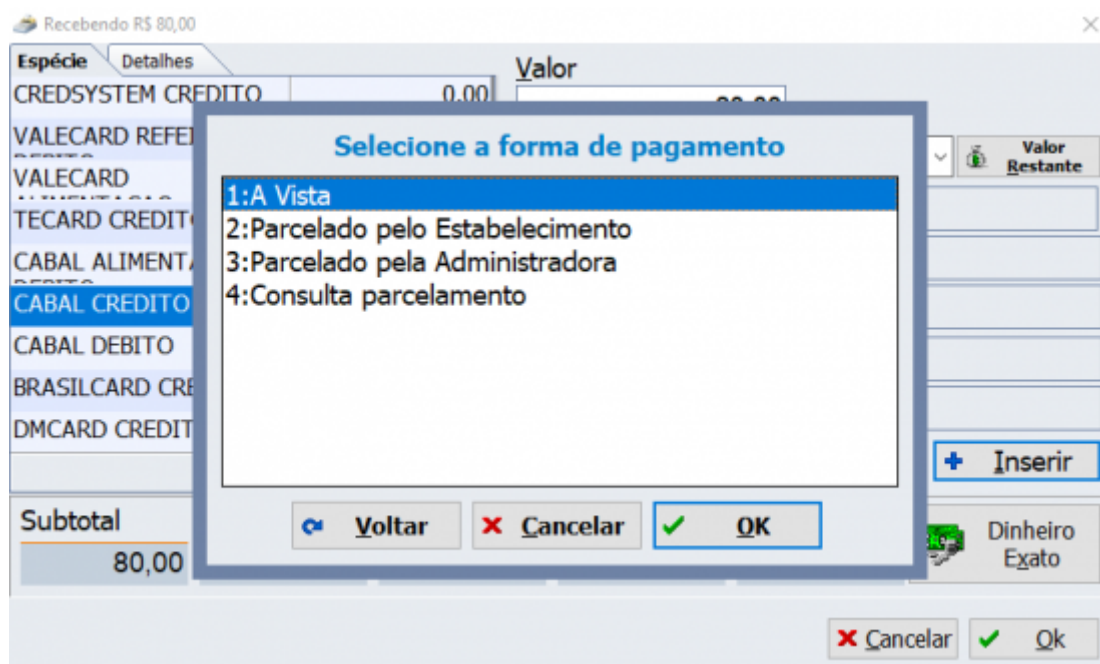 Recebendo R$ 80,00
Espécie Detalhes
Valor
CREDSYSTEM CREDITO 0,00
80,00
VALECARD
VALECARD
TECARD
CABAL
CABAL CREDITO
CABAL DEBITO
BRASILCARD
DMCARD
Valor
Restante
Selecione a forma de pagamento
1:A Vista
2:Parcelado pelo Estabelecimento
3:Parcelado pela Administradora
4:Consulta parcelamento
Voltar Cancelar OK
Inserir
Subtotal
80,00
Dinheiro
Exato
Cancelar Ok